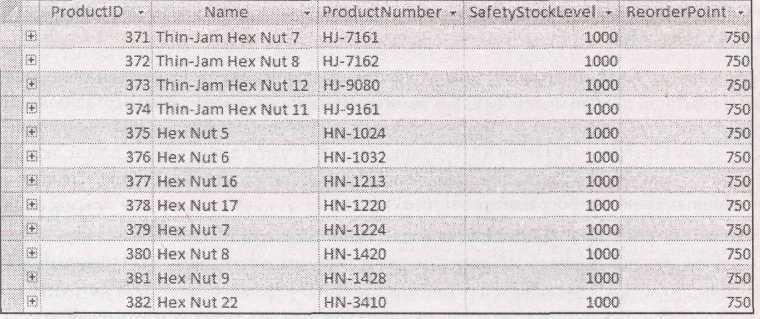 ProductID Name ProductNumber SafetyStockLevel ReorderPoint
371 Thin-Jam Hex Nut 7 HJ-7161 1000 750
372 Thin-Jam Hex Nut 8 HJ-7162 1000 750
373 Thin-Jam Hex Nut 12 HJ-9080 1000 750
374 Thin-Jam Hex Nut 11 HJ-9161 1000 750
375 Hex Nut 5 HN-1024 1000 750
376 Hex Nut 6 HN-1032 1000 750
377 Hex Nut 16 HN-1213 1000 750
378 Hex Nut 17 HN-1220 1000 750
379 Hex Nut 7 HN-1224 1000 750
380 Hex Nut 8 HN-1420 1000 750
381 Hex Nut 9 HN-1428 1000 750
382 Hex Nut 22 HN-3410 1000 750